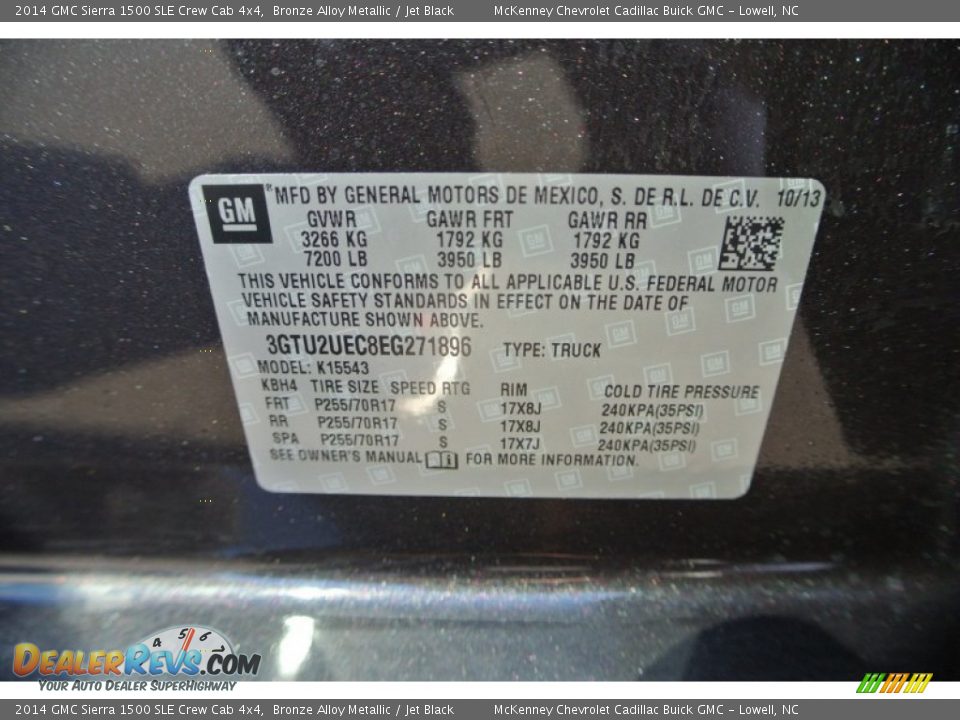 2014 GMC Sierra 1500 SLE Crew Cab 4x4, Bronze Alloy Metallic / Jet Black McKenney Chevrolet Cadillac Buick GMC - Lowell, NC
GM ® MFD BY GENERAL MOTORS DE MEXICO, S. DE R.L. DE C.V. 10/13
GVWR GAWR FRT GAWR RR
3266 KG 1792 KG 1792 KG
7200 LB 3950 LB 3950 LB
THIS VEHICLE CONFORMS TO ALL APPLICABLE U.S. FEDERAL MOTOR
VEHICLE SAFETY STANDARDS IN EFFECT ON THE DATE OF
MANUFACTURE SHOWN ABOVE.
3GTU2UEC8EG271896 TYPE: TRUCK
MODEL: K15543
KBH4 TIRE SIZE SPEED RTG RIM COLD TIRE PRESSURE
FRT P255/70R17 S 17X8J 240KPA(35PSI)
RR P255/70R17 S 17X8J 240KPA(35PSI)
SPA P255/70R17 S 17X7J 240KPA(35PSI)
SEE OWNER'S MANUAL FOR MORE INFORMATION.
4 5 6
DEALERREVS.COM
YOUR AUTO DEALER SUPERHIGHWAY
2014 GMC Sierra 1500 SLE Crew Cab 4x4, Bronze Alloy Metallic / Jet Black McKenney Chevrolet Cadillac Buick GMC - Lowell, NC